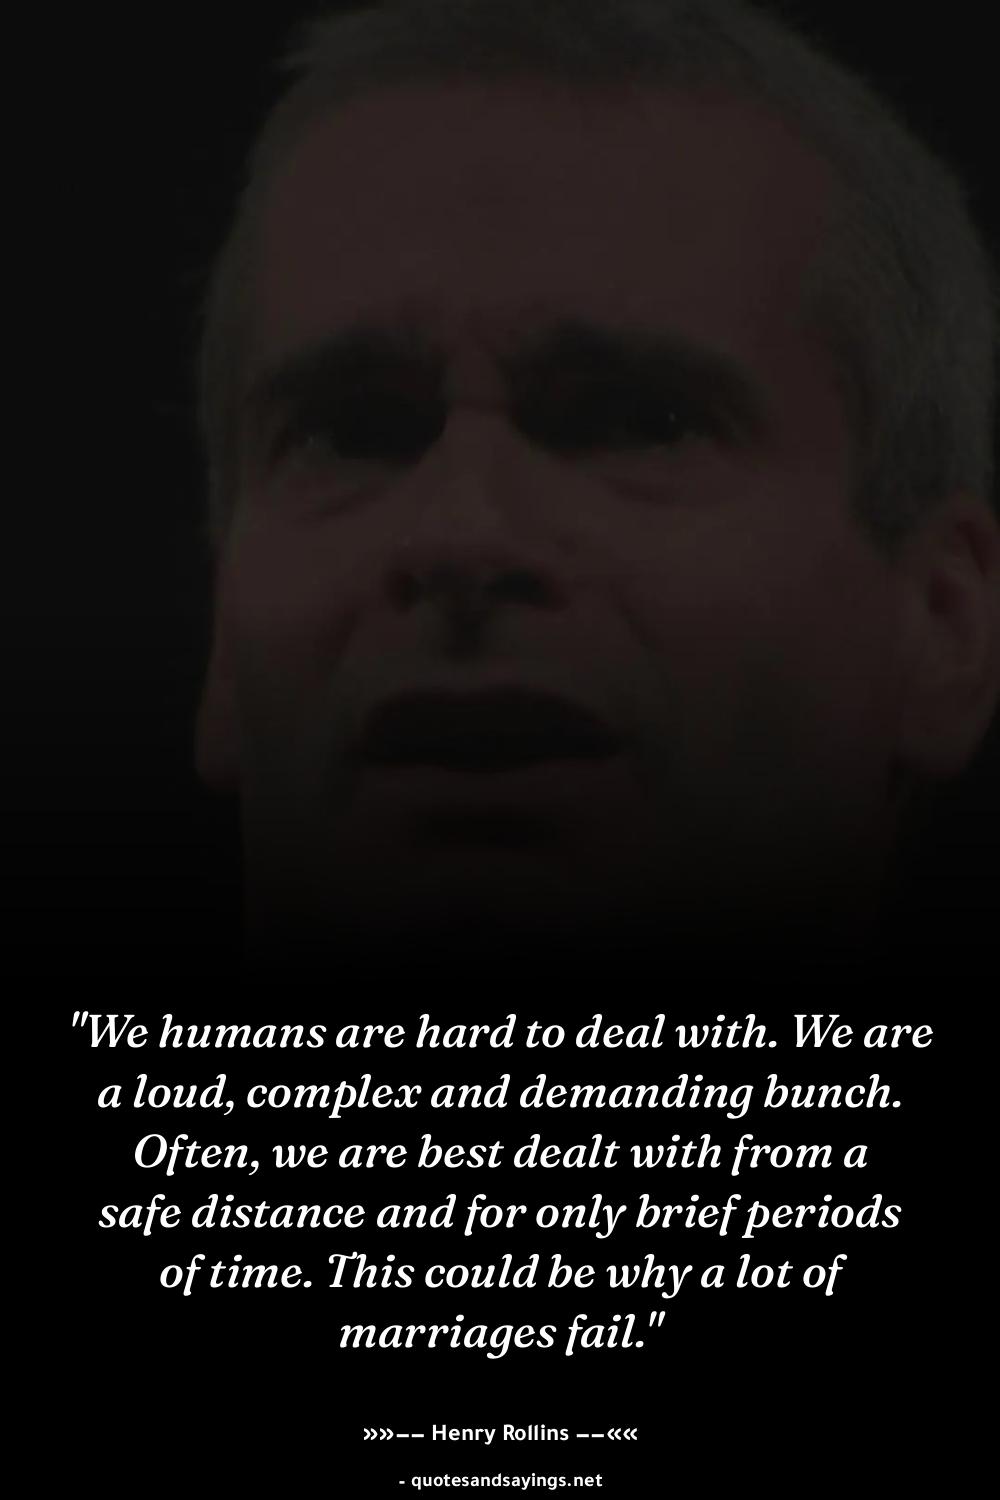 "We humans are hard to deal with. We are
a loud, complex and demanding bunch.
Often, we are best dealt with from a
safe distance and for only brief periods
of time. This could be why a lot of
marriages fail."
»»–– Henry Rollins ––««
- quotesandsayings.net